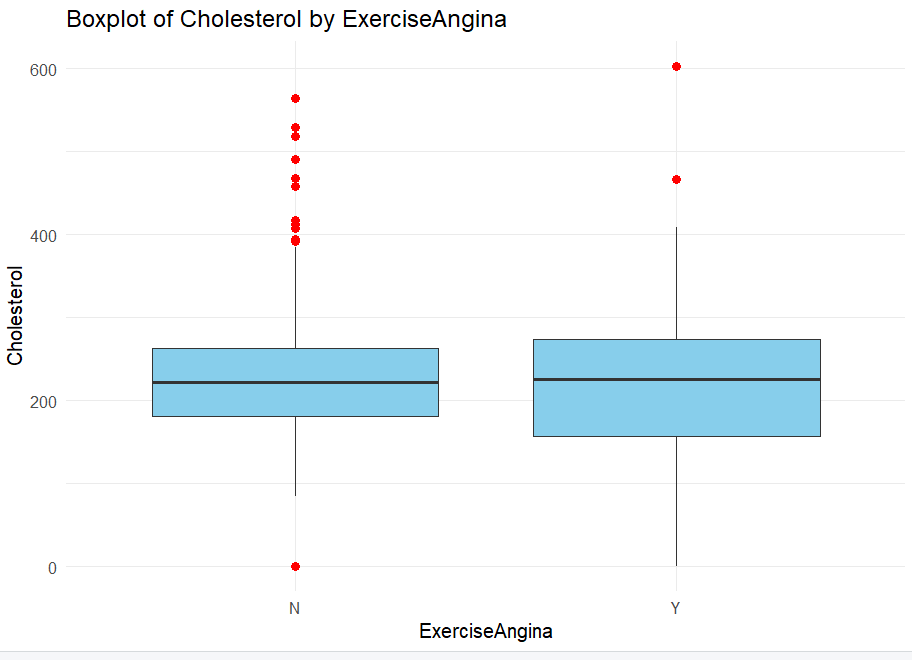 Boxplot of Cholesterol by ExerciseAngina
600
400
200
0
Cholesterol
N
Y
ExerciseAngina